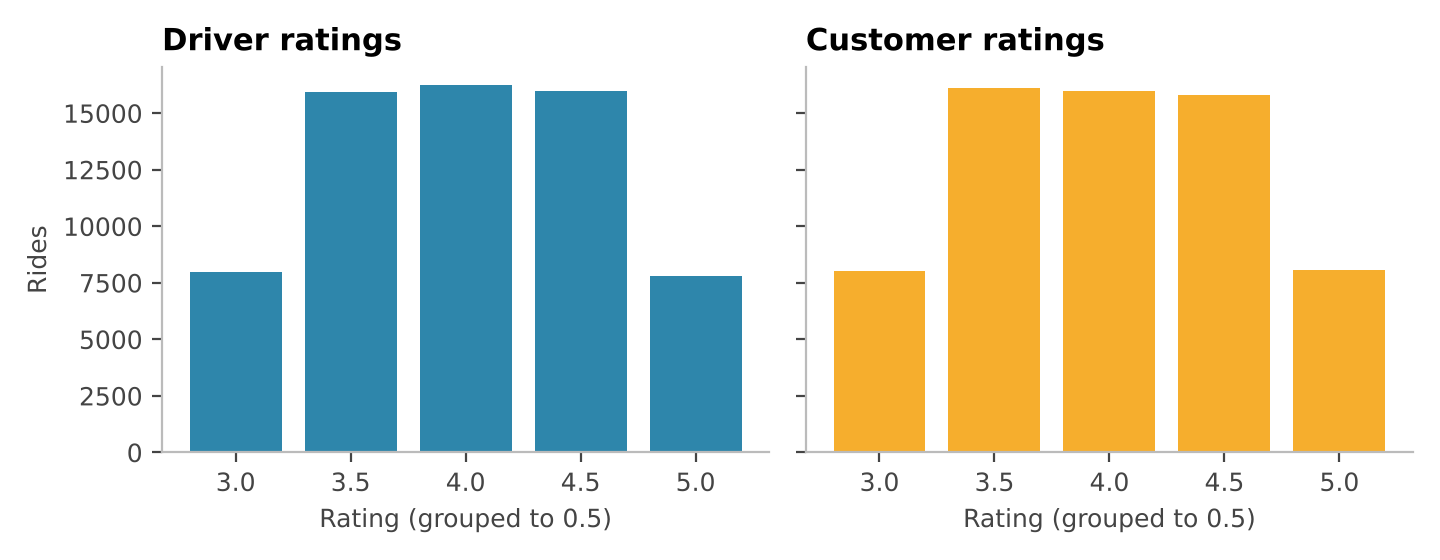 Driver ratings
Customer ratings
Rides
15000
12500
10000
7500
5000
2500
0
3.0 3.5 4.0 4.5 5.0
Rating (grouped to 0.5)
3.0 3.5 4.0 4.5 5.0
Rating (grouped to 0.5)